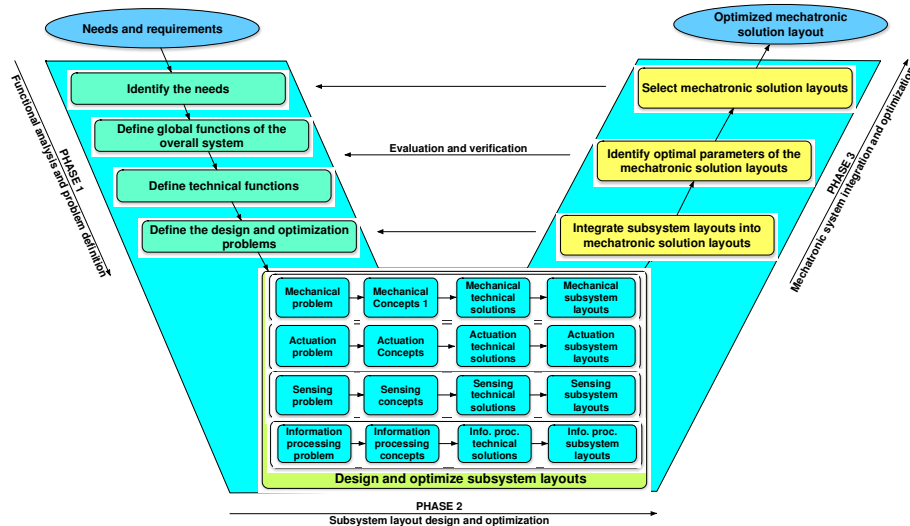 Needs and requirements
Optimized mechatronic
solution layout
PHASE 1
Functional analysis and problem definition
Identify the needs
Define global functions of the
overall system
Define technical functions
Define the design and optimization
problems
Evaluation and verification
Select mechatronic solution layouts
Identify optimal parameters of the
mechatronic solution layouts
Integrate subsystem layouts into
mechatronic solution layouts
PHASE 3
Mechatronic system integration and optimization
Mechanical
problem
Mechanical
Concepts 1
Mechanical
technical
solutions
Mechanical
subsystem
layouts
Actuation
problem
Actuation
Concepts
Actuation
technical
solutions
Actuation
subsystem
layouts
Sensing
problem
Sensing
concepts
Sensing
technical
solutions
Sensing
subsystem
layouts
Information
processing
problem
Information
processing
concepts
Info. proc.
technical
solutions
Info. proc.
subsystem
layouts
Design and optimize subsystem layouts
PHASE 2
Subsystem layout design and optimization